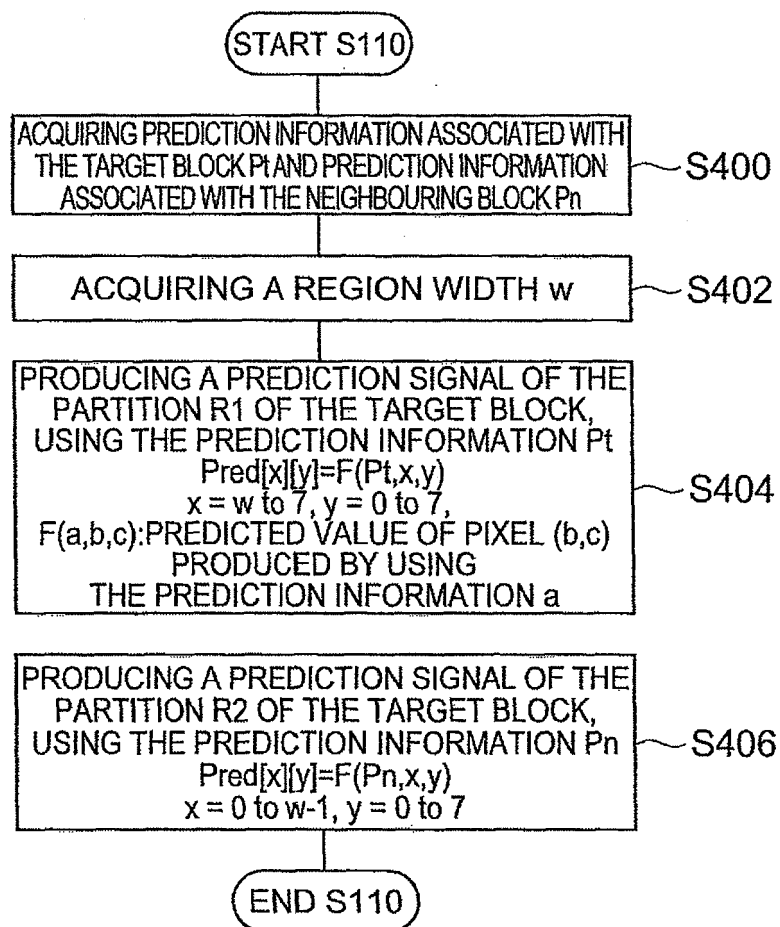 START S110
ACQUIRING PREDICTION INFORMATION ASSOCIATED WITH
THE TARGET BLOCK Pt AND PREDICTION INFORMATION
ASSOCIATED WITH THE NEIGHBOURING BLOCK Pn
S400
ACQUIRING A REGION WIDTH w
S402
PRODUCING A PREDICTION SIGNAL OF THE
PARTITION R1 OF THE TARGET BLOCK,
USING THE PREDICTION INFORMATION Pt
Pred[x][y]=F(Pt,x,y)
x = w to 7, y = 0 to 7,
F(a,b,c):PREDICTED VALUE OF PIXEL (b,c)
PRODUCED BY USING
THE PREDICTION INFORMATION a
S404
PRODUCING A PREDICTION SIGNAL OF THE
PARTITION R2 OF THE TARGET BLOCK,
USING THE PREDICTION INFORMATION Pn
Pred[x][y]=F(Pn,x,y)
x = 0 to w-1, y = 0 to 7
S406
END S110